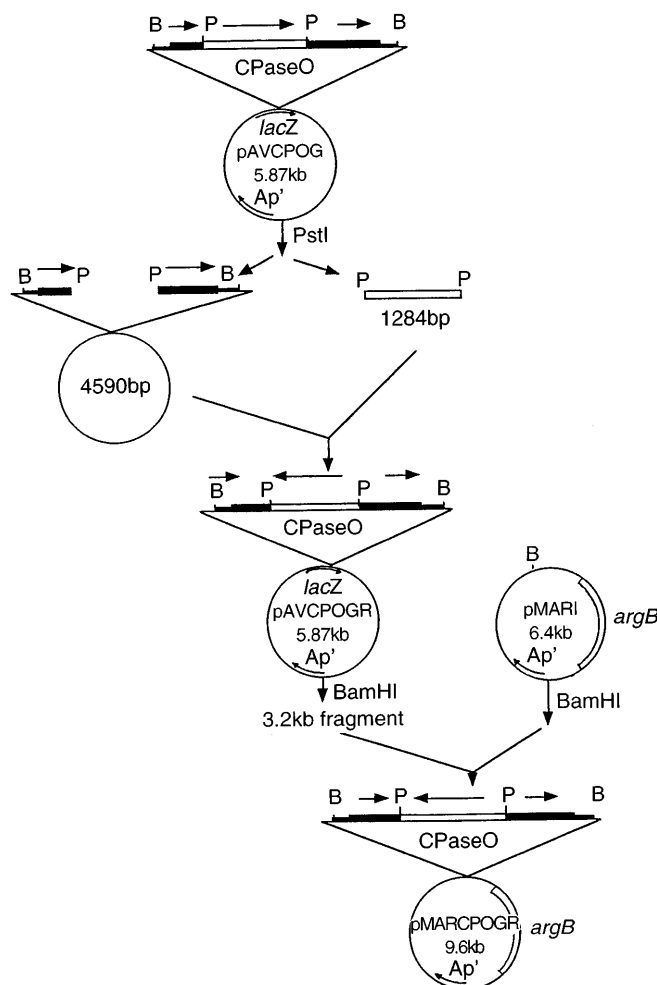 B P P B
CPaseO
lacZ
pAVCPOG
5.87kb
Ap'
PstI
B P P B
P P
1284bp
4590bp
B P P B
CPaseO
B
lacZ
pAVCPOGR
5.87kb
Ap'
pMARI
6.4kb
Ap'
argB
BamHI
3.2kb fragment
BamHI
B P P B
CPaseO
pMARCPOGR
9.6kb
Ap'
argB